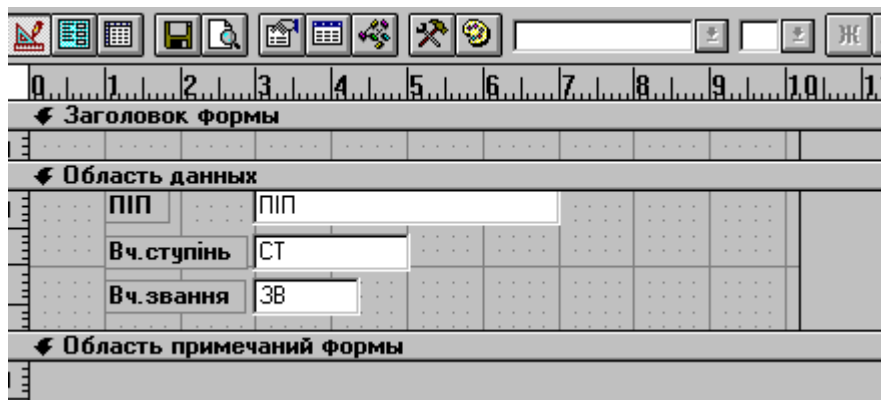 Ж
0 1 2 3 4 5 6 7 8 9 10 1
Заголовок формы
Область данных
ПІП ПІП
Вч.ступінь СТ
Вч.звання ЗВ
Область примечаний формы